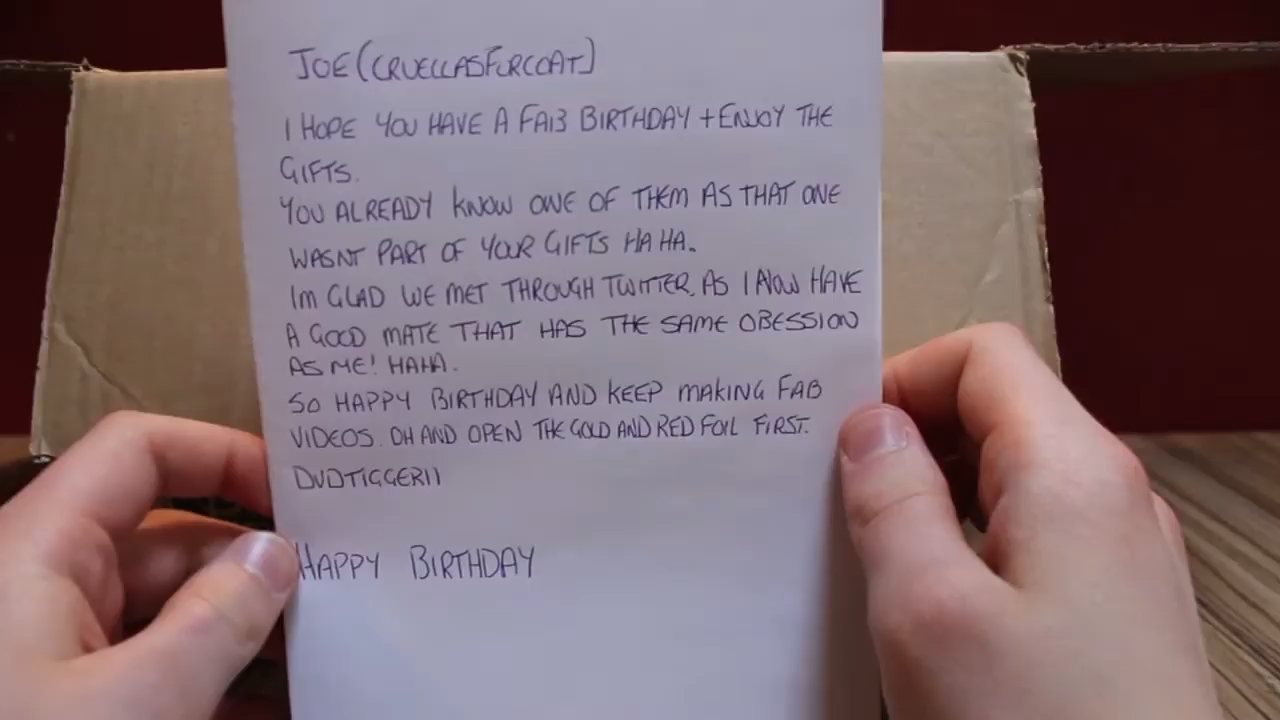 JOE (CRUELLASFURCOAT)
I HOPE YOU HAVE A FAB BIRTHDAY + ENJOY THE
GIFTS.
YOU ALREADY KNOW ONE OF THEM AS THAT ONE
WASNT PART OF YOUR GIFTS HA HA.
IM GLAD WE MET THROUGH TWITTER, AS I NOW HAVE
A GOOD MATE THAT HAS THE SAME OBESSION
AS ME! HAHA.
SO HAPPY BIRTHDAY AND KEEP MAKING FAB
VIDEOS. OH AND OPEN THE GOLD AND RED FOIL FIRST.
DVDTIGGER11
HAPPY BIRTHDAY